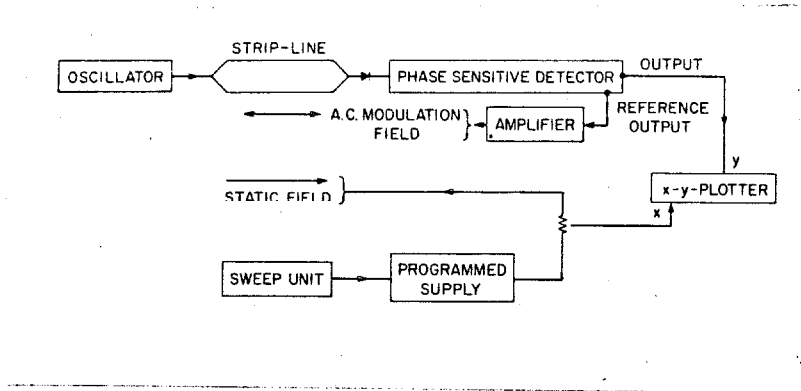 STRIP-LINE
OSCILLATOR
PHASE SENSITIVE DETECTOR
OUTPUT
A.C. MODULATION
FIELD
AMPLIFIER
REFERENCE
OUTPUT
y
x-y-PLOTTER
x
STATIC FIELD
SWEEP UNIT
PROGRAMMED
SUPPLY